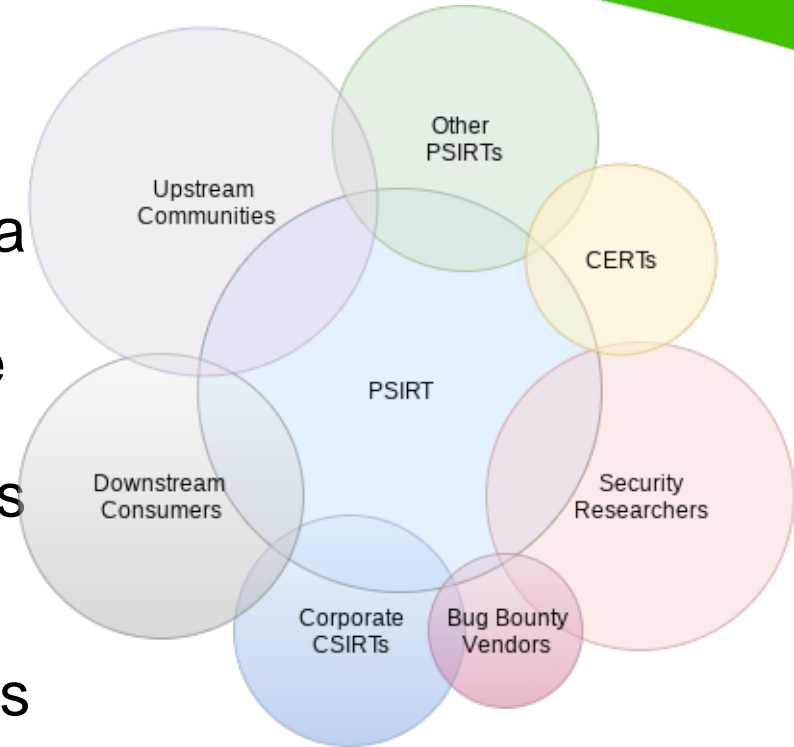 Other
PSIRTs
Upstream
Communities
a
CERTs
e
PSIRT
Downstream
Consumers
s
Security
Researchers
Corporate
CSIRTs
Bug Bounty
Vendors
s